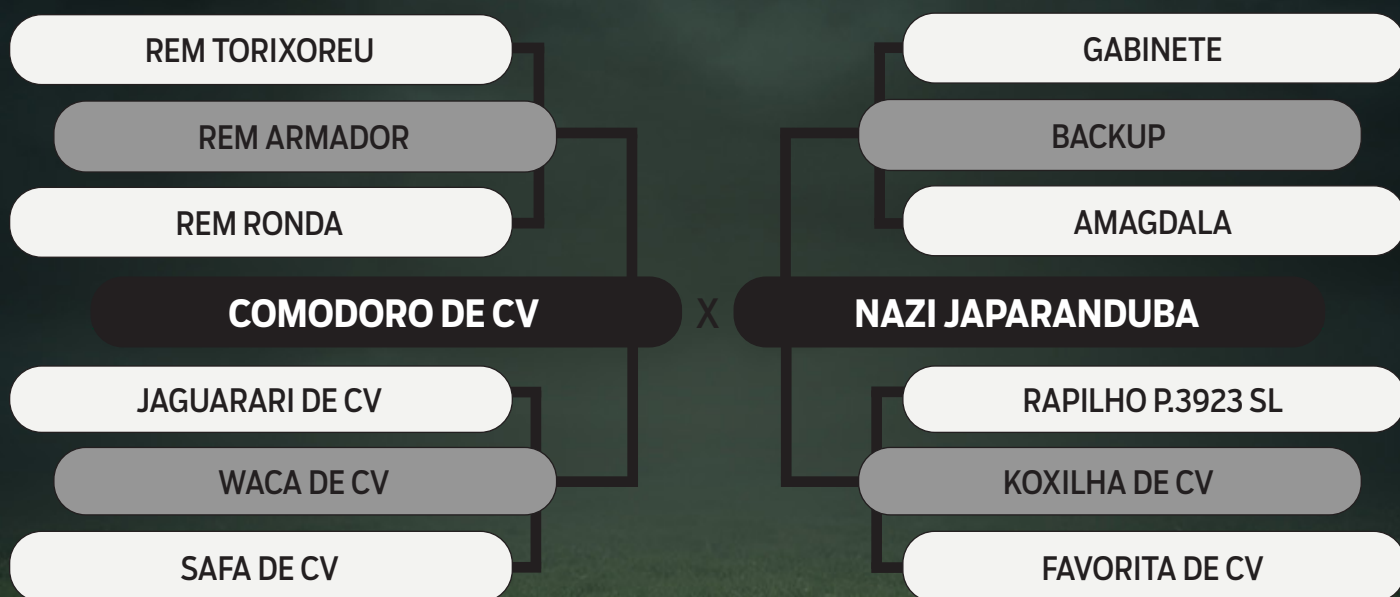 REM TORIXOREU
REM ARMADOR
REM RONDA
COMODORO DE CV
JAGUARARI DE CV
WACA DE CV
SAFA DE CV
X
GABINETE
BACKUP
AMAGDALA
NAZI JAPARANDUBA
RAPILHO P.3923 SL
KOXILHA DE CV
FAVORITA DE CV